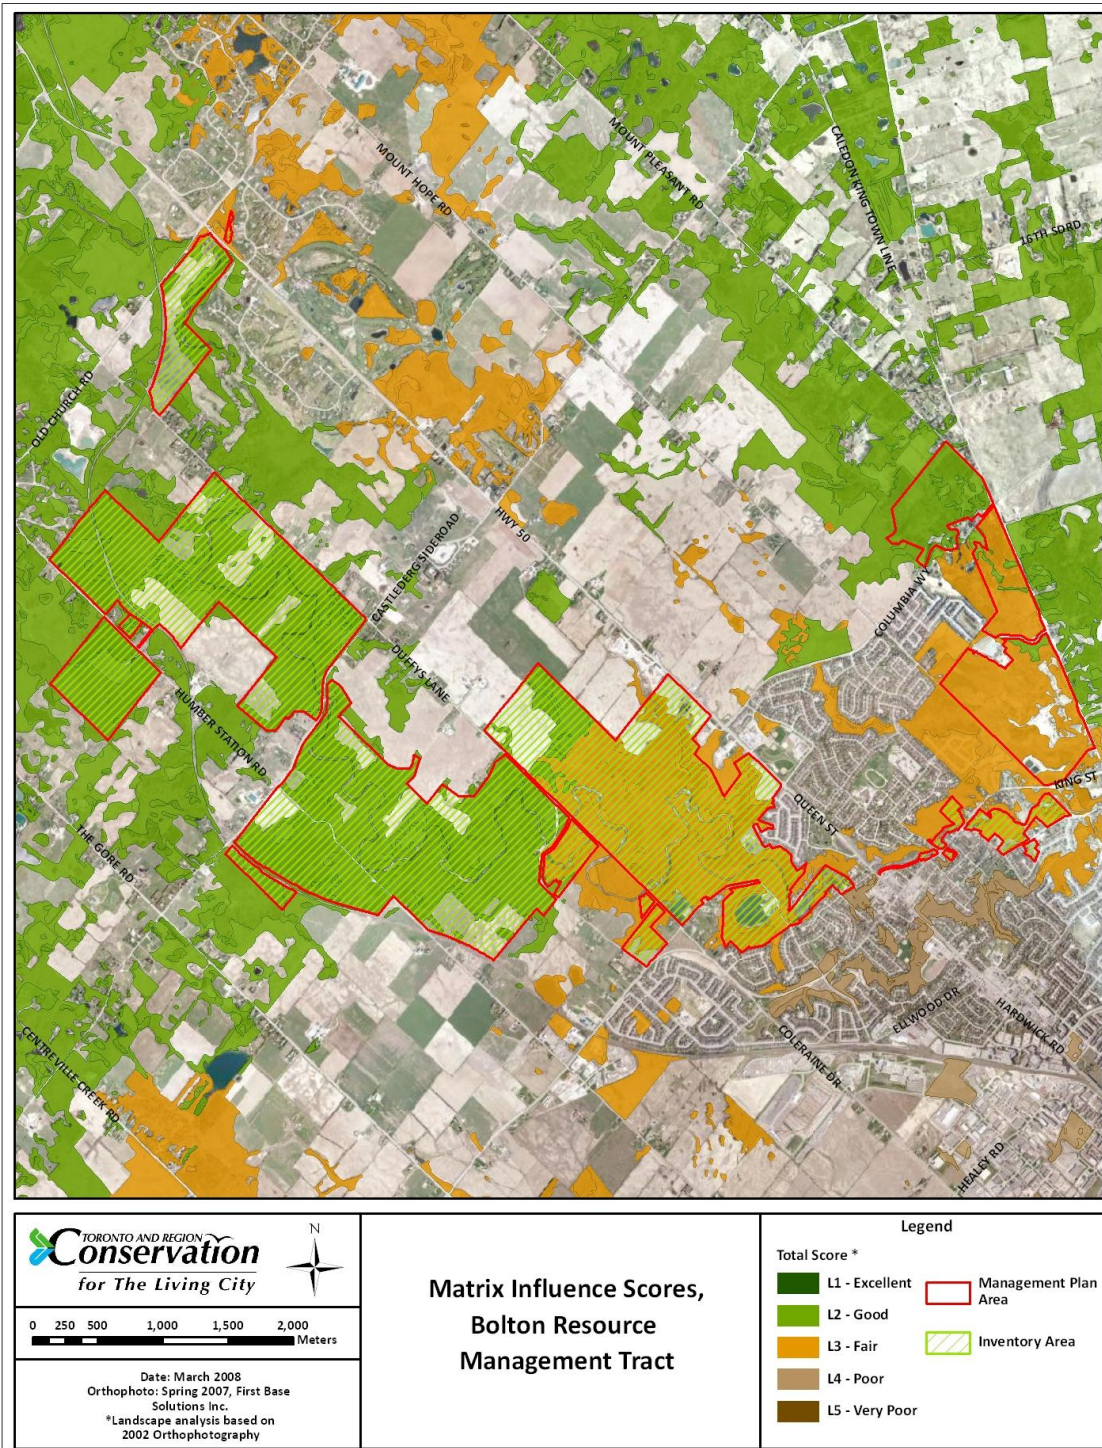 MOUNT HOPE RD
MOUNT PLEASANT RD
CALEDON KING TOWN LINE
16TH SDRD
OLD CHURCH RD
HWY 50
CASTLEDERG SIDEROAD
DUFFYS LANE
COLUMBIA WY
HUMBER STATION RD
KING ST
QUEEN ST
THE GORE RD
ELLWOOD DR
HARDWICK RD
COLERAINE DR
CENTREVILLE CREEK RD
HEALEY RD
TORONTO AND REGION
Conservation
for The Living City
N
0 250 500 1,000 1,500 2,000
Meters
Date: March 2008
Orthophoto: Spring 2007, First Base
Solutions Inc.
*Landscape analysis based on
2002 Orthophotography
Matrix Influence Scores,
Bolton Resource
Management Tract
Legend
Total Score *
L1 - Excellent
L2 - Good
L3 - Fair
L4 - Poor
L5 - Very Poor
Management Plan
Area
Inventory Area